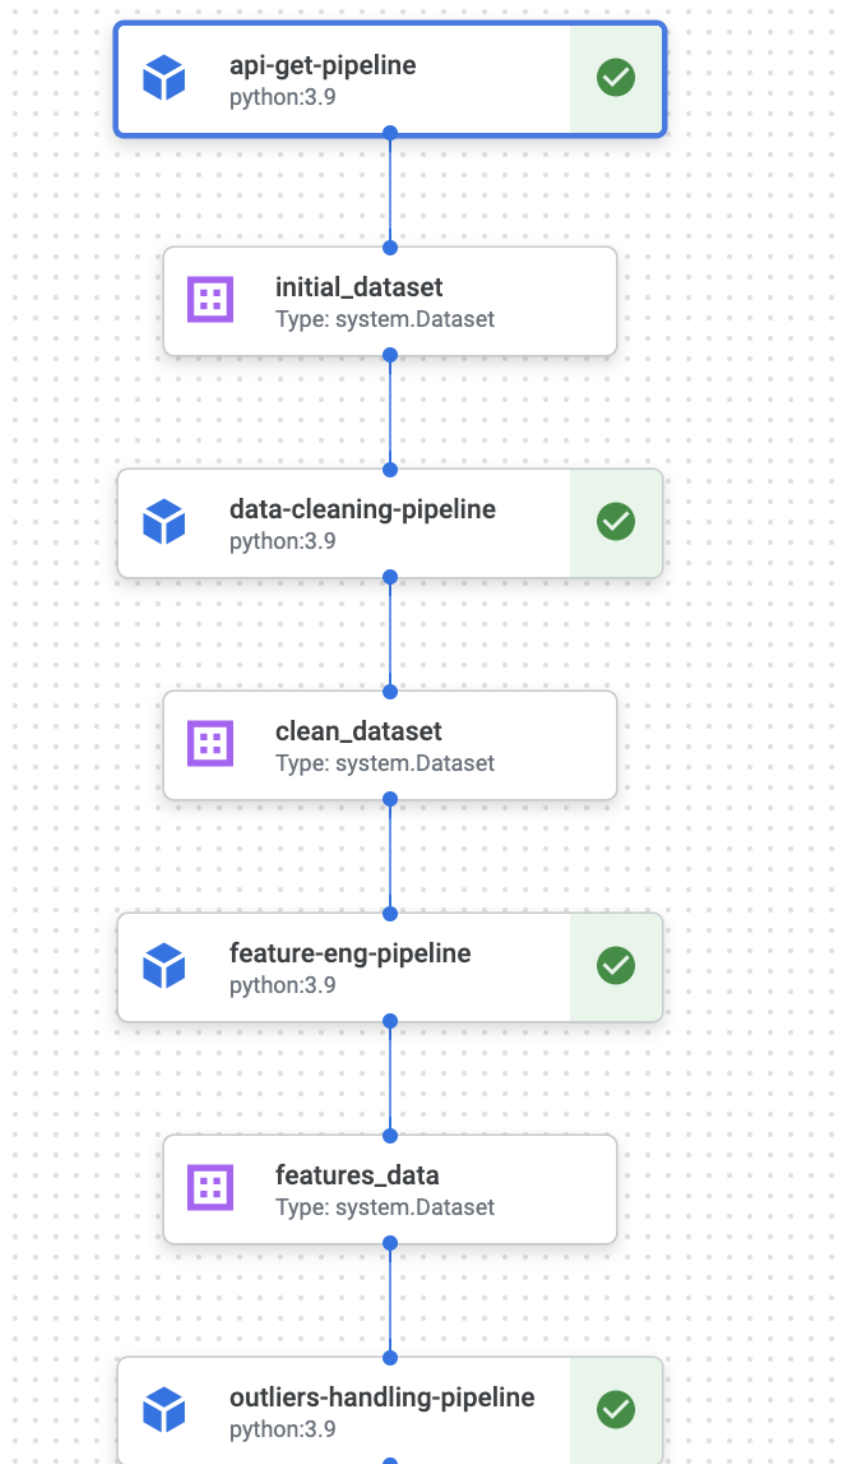 api-get-pipeline
python:3.9
initial_dataset
Type: system.Dataset
data-cleaning-pipeline
python:3.9
clean_dataset
Type: system.Dataset
feature-eng-pipeline
python:3.9
features_data
Type: system.Dataset
outliers-handling-pipeline
python:3.9